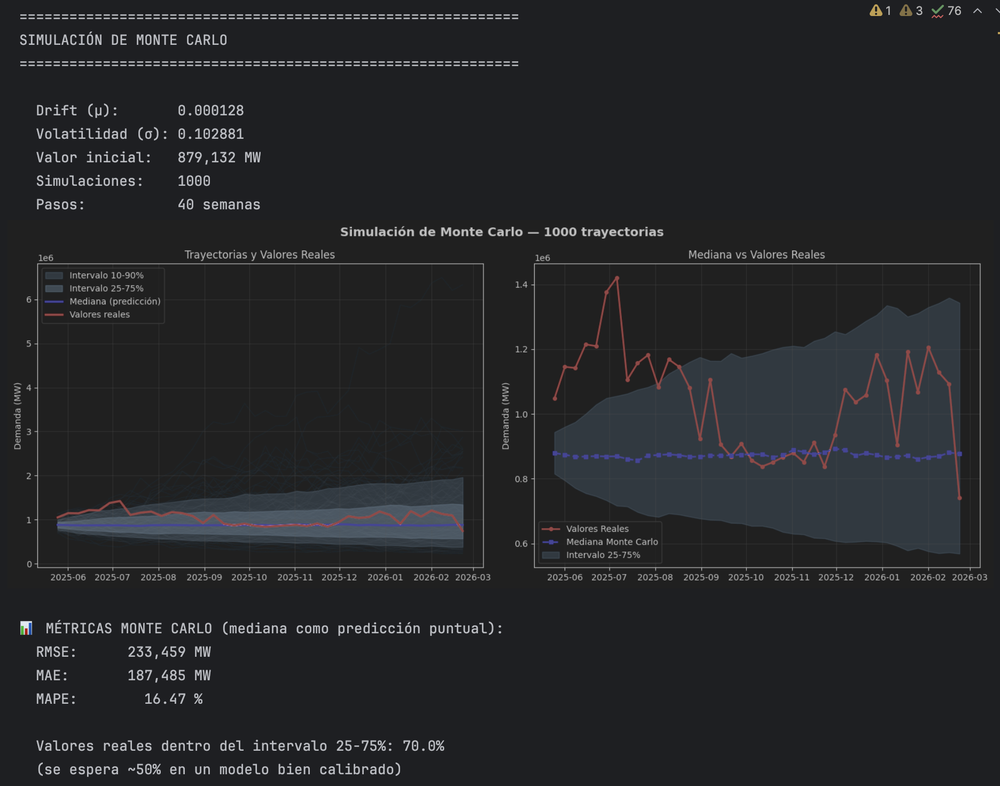 1 3 76
============================================================
SIMULACIÓN DE MONTE CARLO
============================================================
Drift (μ): 0.000128
Volatilidad (σ): 0.102881
Valor inicial: 879,132 MW
Simulaciones: 1000
Pasos: 40 semanas
Simulación de Monte Carlo — 1000 trayectorias
Trayectorias y Valores Reales
1e6
Intervalo 10-90%
Intervalo 25-75%
Mediana (predicción)
Valores reales
6
5
4
3
2
1
0
Demanda (MW)
2025-06 2025-07 2025-08 2025-09 2025-10 2025-11 2025-12 2026-01 2026-02 2026-03
Mediana vs Valores Reales
1e6
1.4
1.2
1.0
0.8
0.6
Demanda (MW)
Valores Reales
Mediana Monte Carlo
Intervalo 25-75%
2025-06 2025-07 2025-08 2025-09 2025-10 2025-11 2025-12 2026-01 2026-02 2026-03
📊 MÉTRICAS MONTE CARLO (mediana como predicción puntual):
RMSE: 233,459 MW
MAE: 187,485 MW
MAPE: 16.47 %
Valores reales dentro del intervalo 25-75%: 70.0%
(se espera ~50% en un modelo bien calibrado)